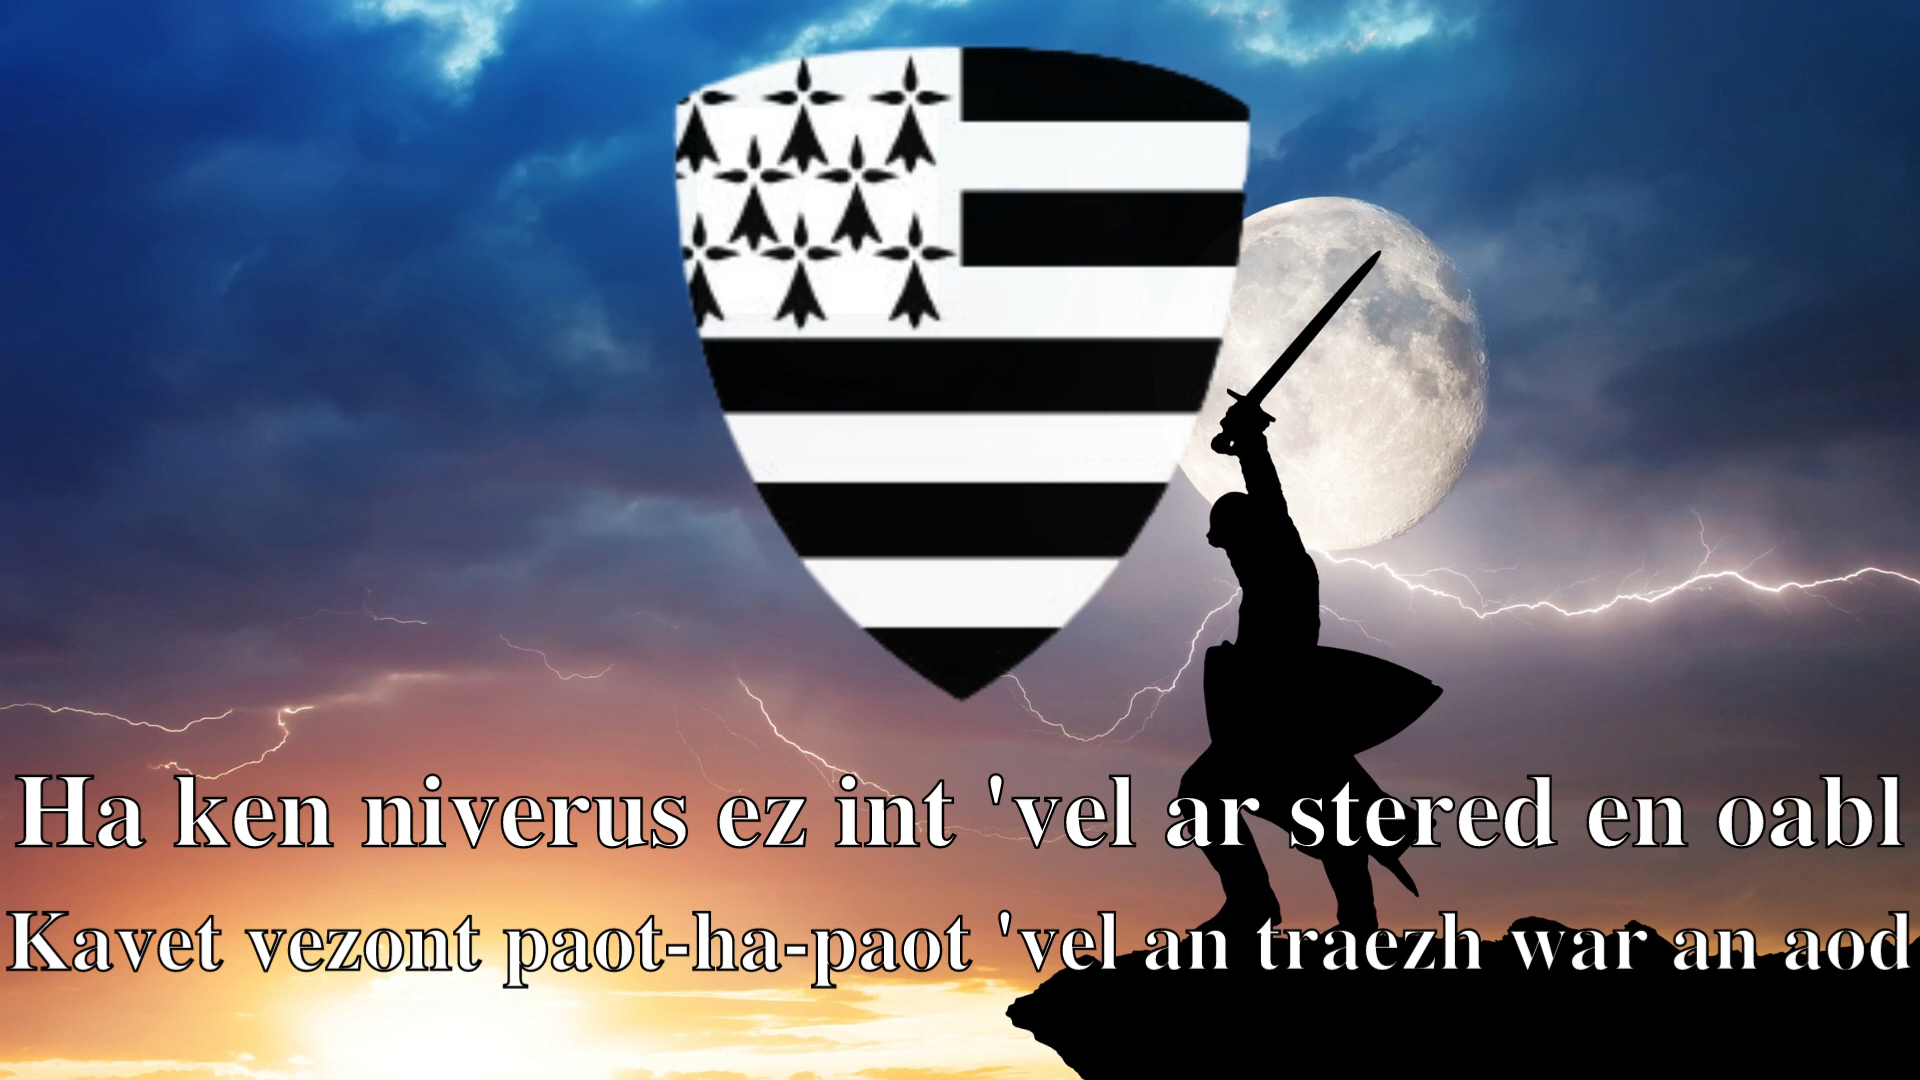 Ha ken niverus ez int 'vel ar stered en oabl
Kavet vezont paot-ha-paot 'vel an traezh war an aod